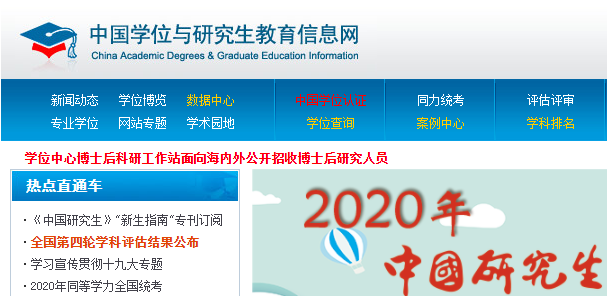 中国学位与研究生教育信息网
China Academic Degrees & Graduate Education Information
新闻动态 学位博览 数据中心 中国学位认证 同力统考 评估评审
专业学位 网站专题 学术园地 学位查询 案例中心 学科排名
学位中心博士后科研工作站面向海内外公开招收博士后研究人员
热点直通车
·《中国研究生》“新生指南“专刊订阅
·全国第四轮学科评估结果公布
·学习宣传贯彻十九大专题
·2020年同等学力全国统考
2020年
中國研究生